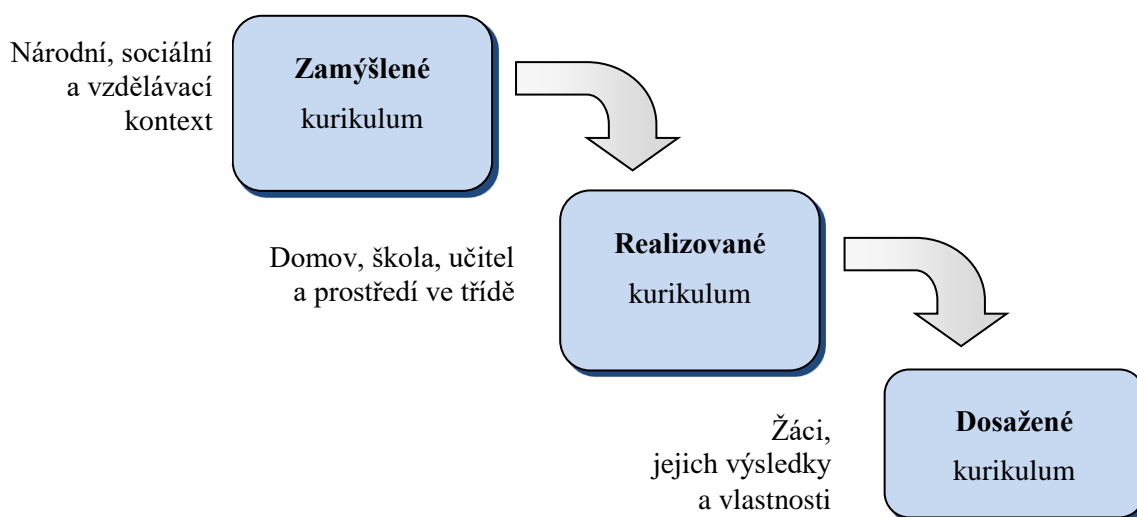 Národní, sociální
a vzdělávací
kontext
Zamýšlené
kurikulum
Domov, škola, učitel
a prostředí ve třídě
Realizované
kurikulum
Žáci,
jejich výsledky
a vlastnosti
Dosažené
kurikulum